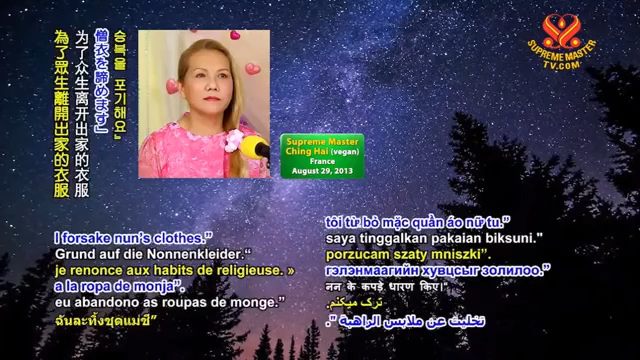 승복을 포기해요』
僧衣を諦めます」
为了众生离开出家的衣服
為了眾生離開出家的衣服
SUPREME MASTER
TV.COM
Supreme Master
Ching Hai (vegan)
France
August 29, 2013
I forsake nun's clothes.”
Grund auf die Nonnenkleider.“
je renonce aux habits de religieuse. »
a la ropa de monja”,
eu abandono as roupas de monge.”
ฉันละทิ้งชุดแม่ชี”
tôi từ bỏ mặc quần áo nữ tu.”
saya tinggalkan pakaian biksuni."
porzucam szaty mniszki”.
гэлэнмаагийн хувцсыг золилоо.”
नन के कपड़े धारण किए।"
ترک میکنم.
تخليت عن ملابس الراهبة ".